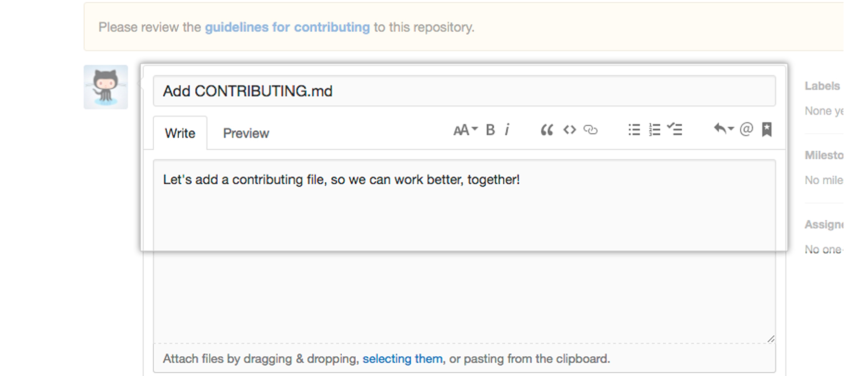 Please review the guidelines for contributing to this repository.
Add CONTRIBUTING.md
Labels
None ye
Write Preview AA B i
Milesto
No mile
Let's add a contributing file, so we can work better, together!
Assigne
No one
Attach files by dragging & dropping, selecting them, or pasting from the clipboard.